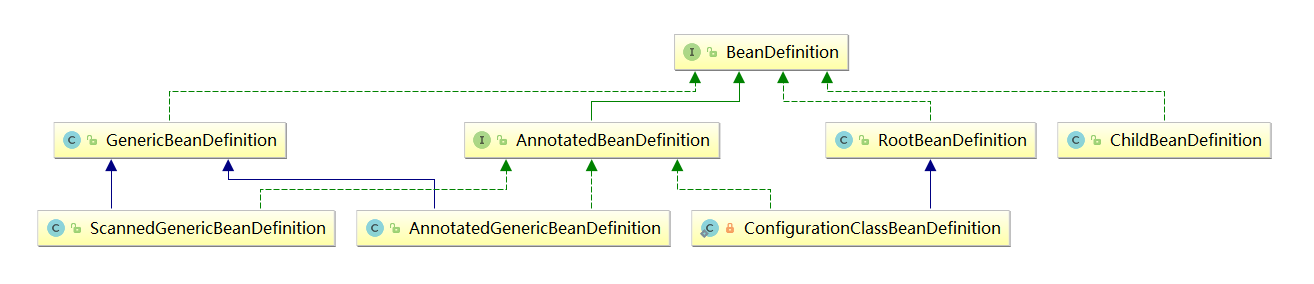 I BeanDefinition
C GenericBeanDefinition
I AnnotatedBeanDefinition
C RootBeanDefinition
C ChildBeanDefinition
C ScannedGenericBeanDefinition
C AnnotatedGenericBeanDefinition
C ConfigurationClassBeanDefinition